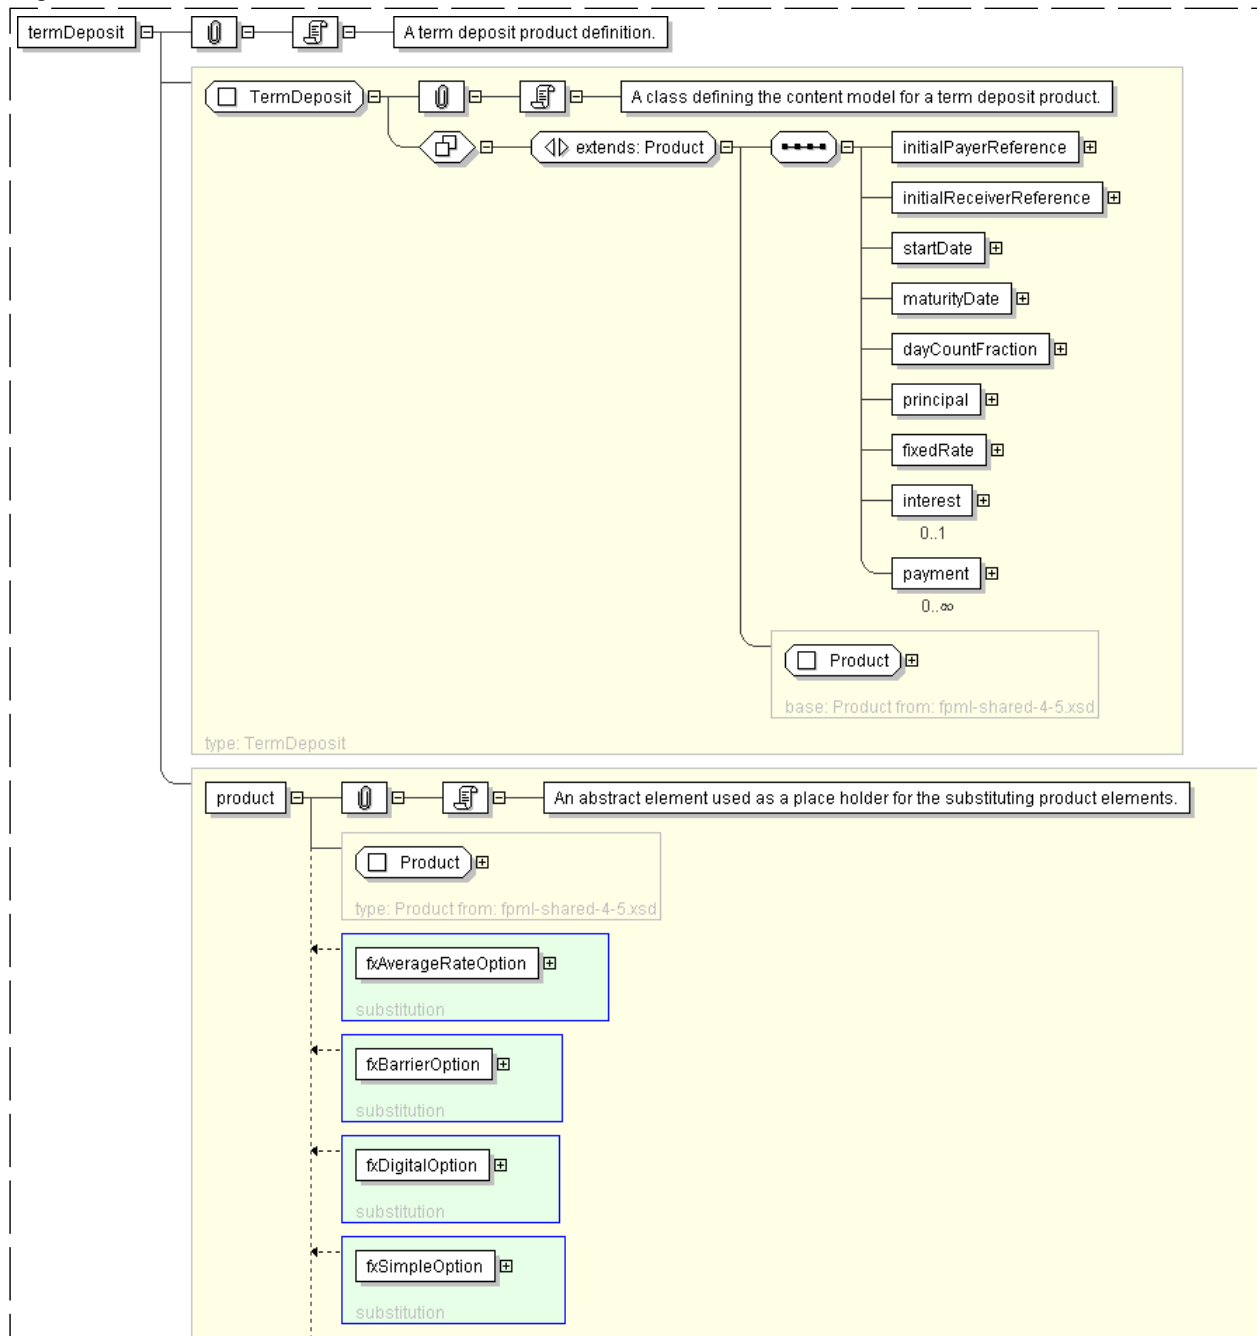 termDeposit
A term deposit product definition.
TermDeposit
A class defining the content model for a term deposit product.
extends: Product
initialPayerReference
initialReceiverReference
startDate
maturityDate
dayCountFraction
principal
fixedRate
interest
0..1
payment
0..∞
Product
base: Product from: fpml-shared-4-5.xsd
type: TermDeposit
product
An abstract element used as a place holder for the substituting product elements.
Product
type: Product from: fpml-shared-4-5.xsd
fxAverageRateOption
substitution
fxBarrierOption
substitution
fxDigitalOption
substitution
fxSimpleOption
substitution